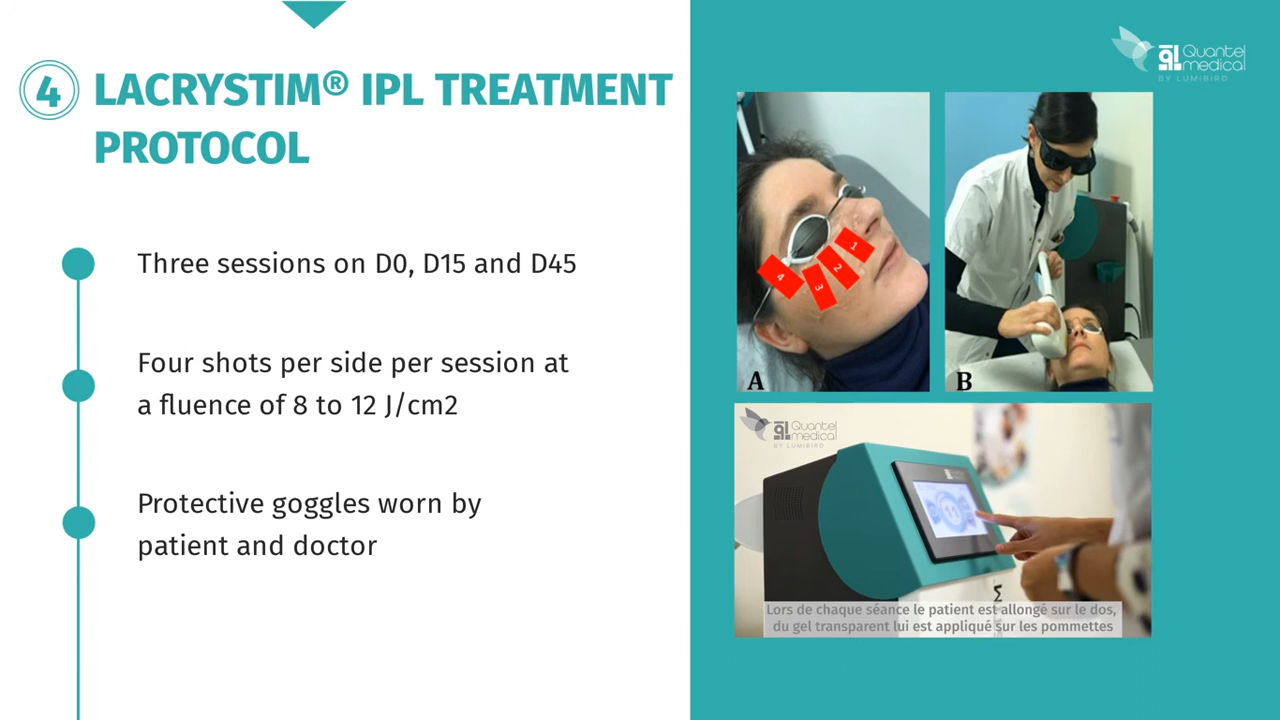 4
LACRYSTIM® IPL TREATMENT
PROTOCOL
Three sessions on D0, D15 and D45
Four shots per side per session at
a fluence of 8 to 12 J/cm2
Protective goggles worn by
patient and doctor
Quantel
medical
BY LUMIBIRD
1
2
3
4
A
B
Quantel
medical
BY LUMIBIRD
Lors de chaque séance le patient est allongé sur le dos,
du gel transparent lui est appliqué sur les pommettes